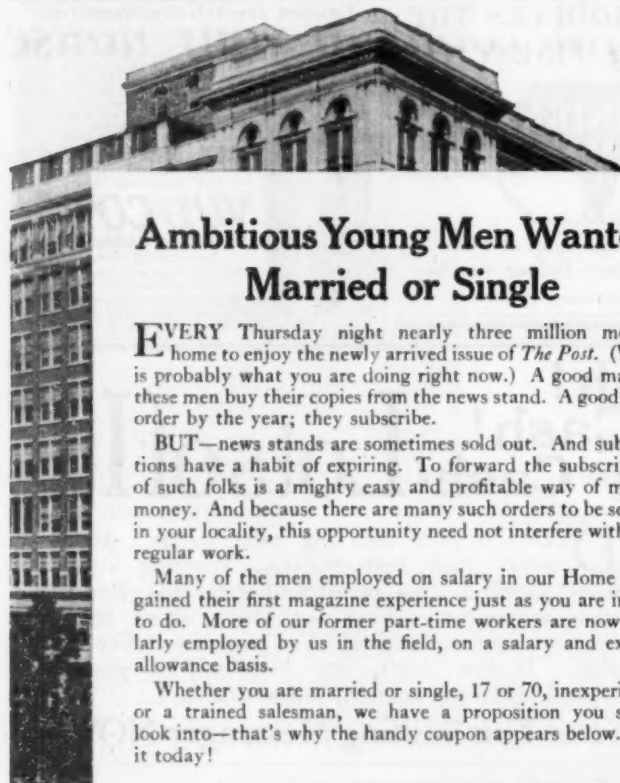 Ambitious Young Men Want
Married or Single
EVERY Thursday night nearly three million m
home to enjoy the newly arrived issue of The Post. (
is probably what you are doing right now.) A good ma
these men buy their copies from the news stand. A good
order by the year; they subscribe.
BUT—news stands are sometimes sold out. And sub
tions have a habit of expiring. To forward the subscri
of such folks is a mighty easy and profitable way of m
money. And because there are many such orders to be se
in your locality, this opportunity need not interfere with
regular work.
Many of the men employed on salary in our Home
gained their first magazine experience just as you are in
to do. More of our former part-time workers are now
larly employed by us in the field, on a salary and ex
allowance basis.
Whether you are married or single, 17 or 70, inexperi
or a trained salesman, we have a proposition you s
look into—that's why the handy coupon appears below.
it today!